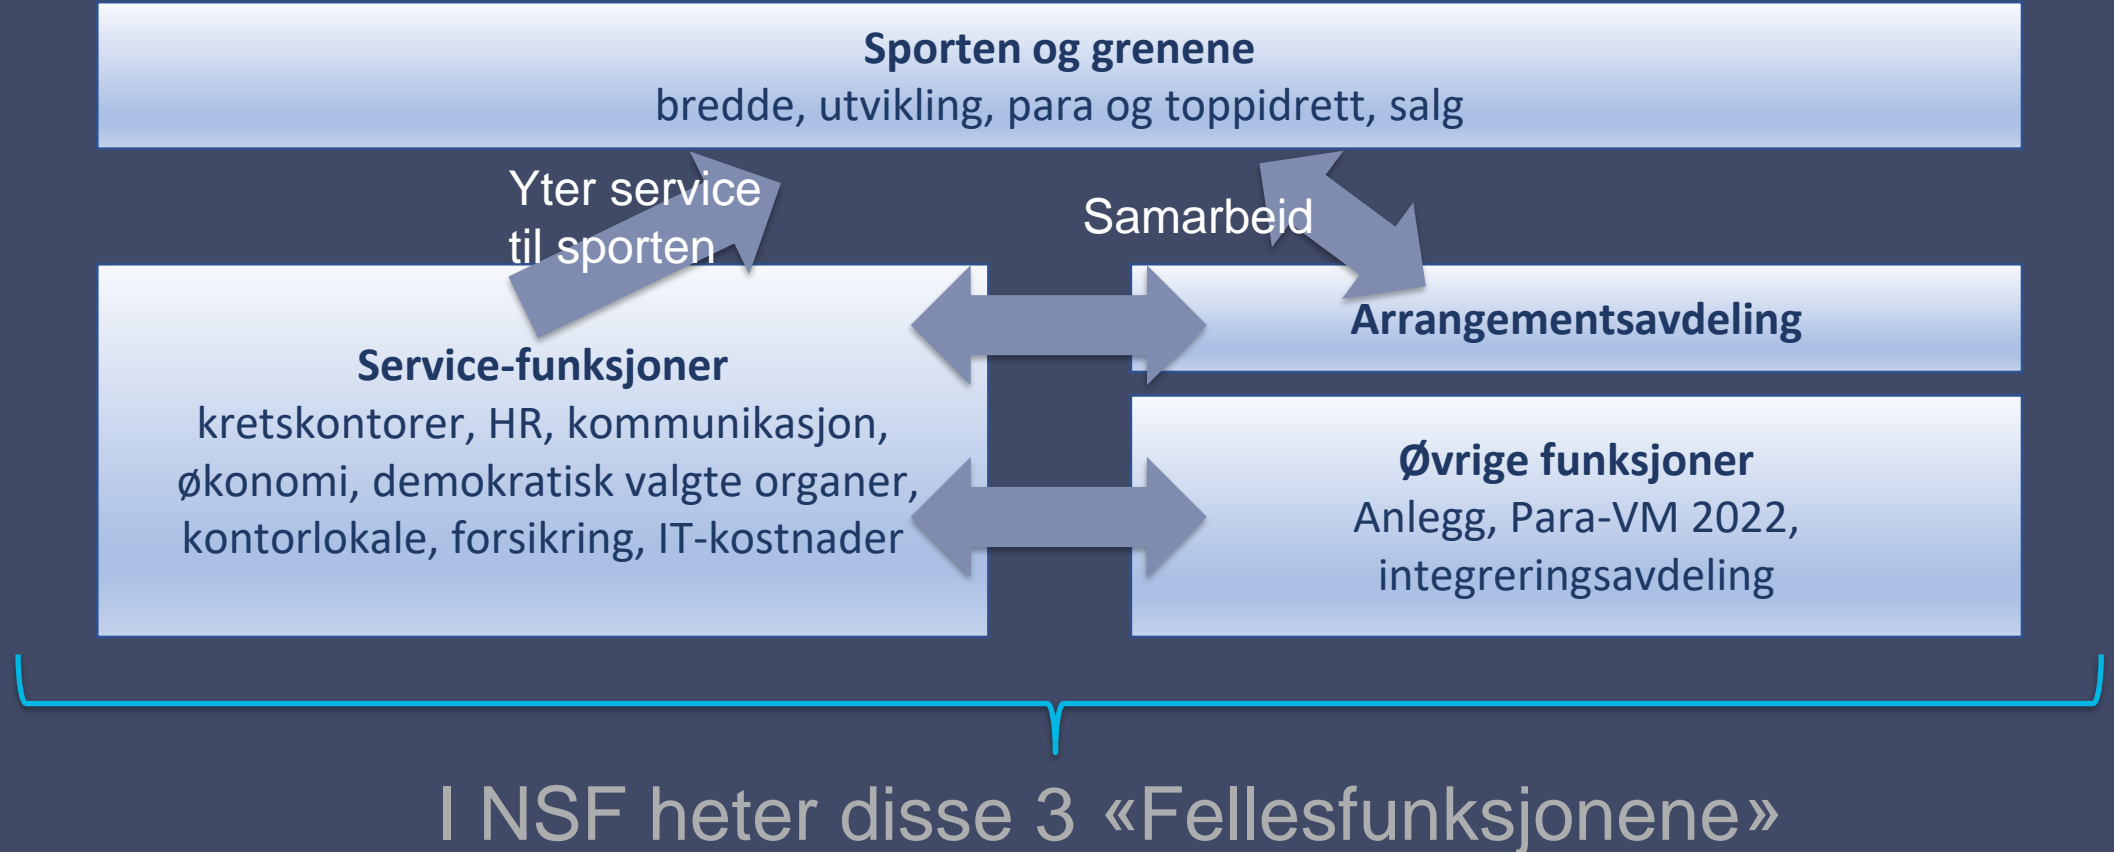 Sporten og grenene
bredde, utvikling, para og toppidrett, salg
Yter service
til sporten
Samarbeid
Service-funksjoner
kretskontorer, HR, kommunikasjon,
økonomi, demokratisk valgte organer,
kontorlokale, forsikring, IT-kostnader
Arrangementsavdeling
Øvrige funksjoner
Anlegg, Para-VM 2022,
integreringsavdeling
I NSF heter disse 3 «Fellesfunksjonene»